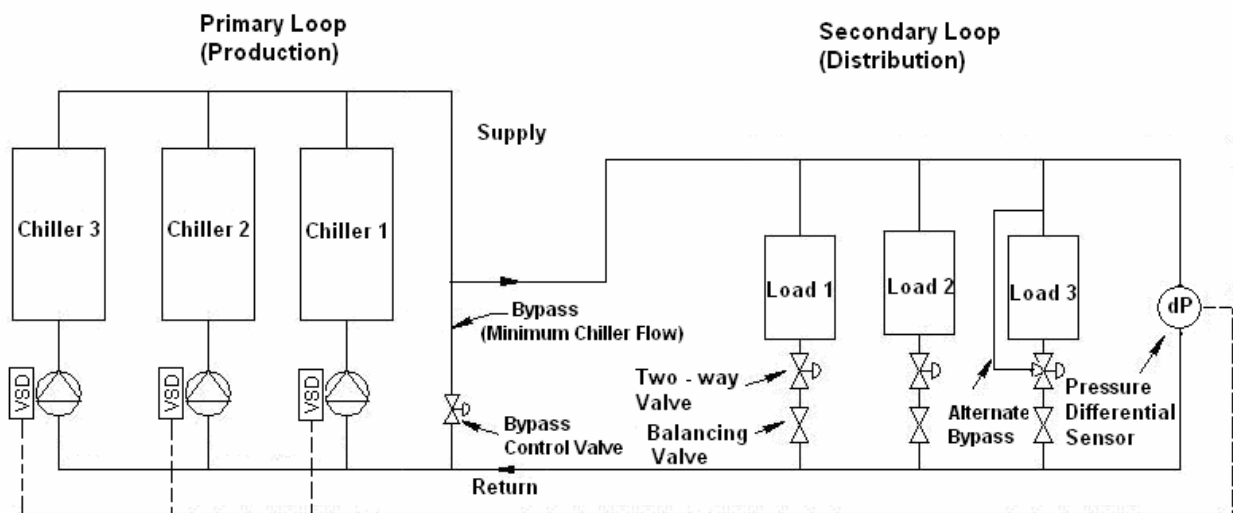 Primary Loop
(Production)
Secondary Loop
(Distribution)
Supply
Chiller 3
Chiller 2
Chiller 1
Load 1
Load 2
Load 3
dP
Bypass
(Minimum Chiller Flow)
VSD
VSD
VSD
Two - way
Valve
Bypass
Control Valve
Balancing
Valve
Alternate
Bypass
Pressure
Differential
Sensor
Return